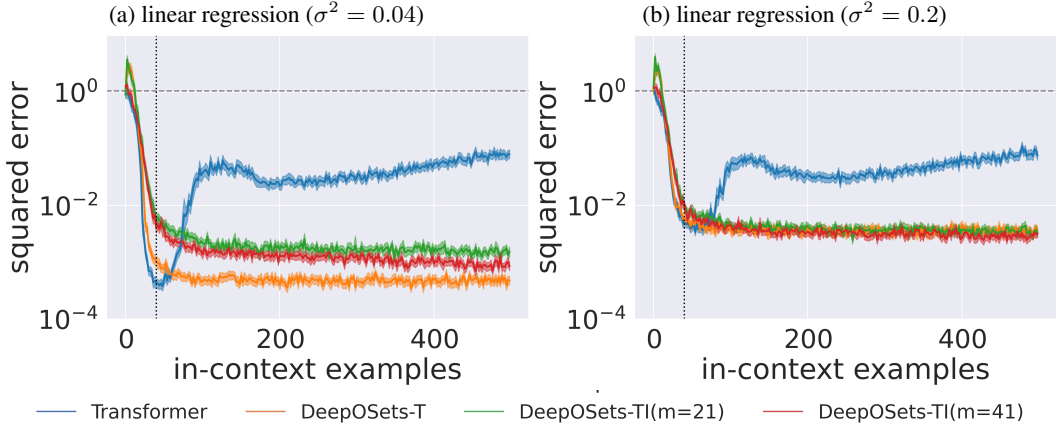 (a) linear regression (σ² = 0.04)
(b) linear regression (σ² = 0.2)
squared error
10⁰
10⁻²
10⁻⁴
0 200 400
in-context examples
squared error
10⁰
10⁻²
10⁻⁴
0 200 400
in-context examples
Transformer DeepOSets-T DeepOSets-TI(m=21) DeepOSets-TI(m=41)